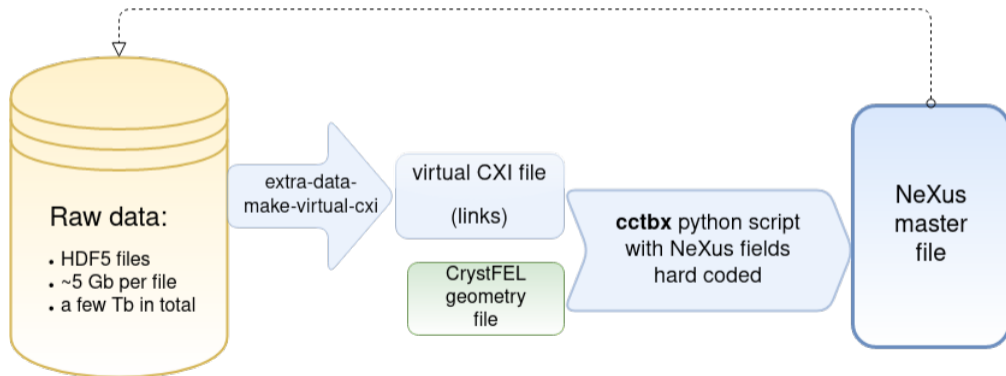 Raw data:
• HDF5 files
• ~5 Gb per file
• a few Tb in total
extra-data-
make-virtual-cxi
virtual CXI file
(links)
CrystFEL
geometry
file
cctbx python script
with NeXus fields
hard coded
NeXus
master
file